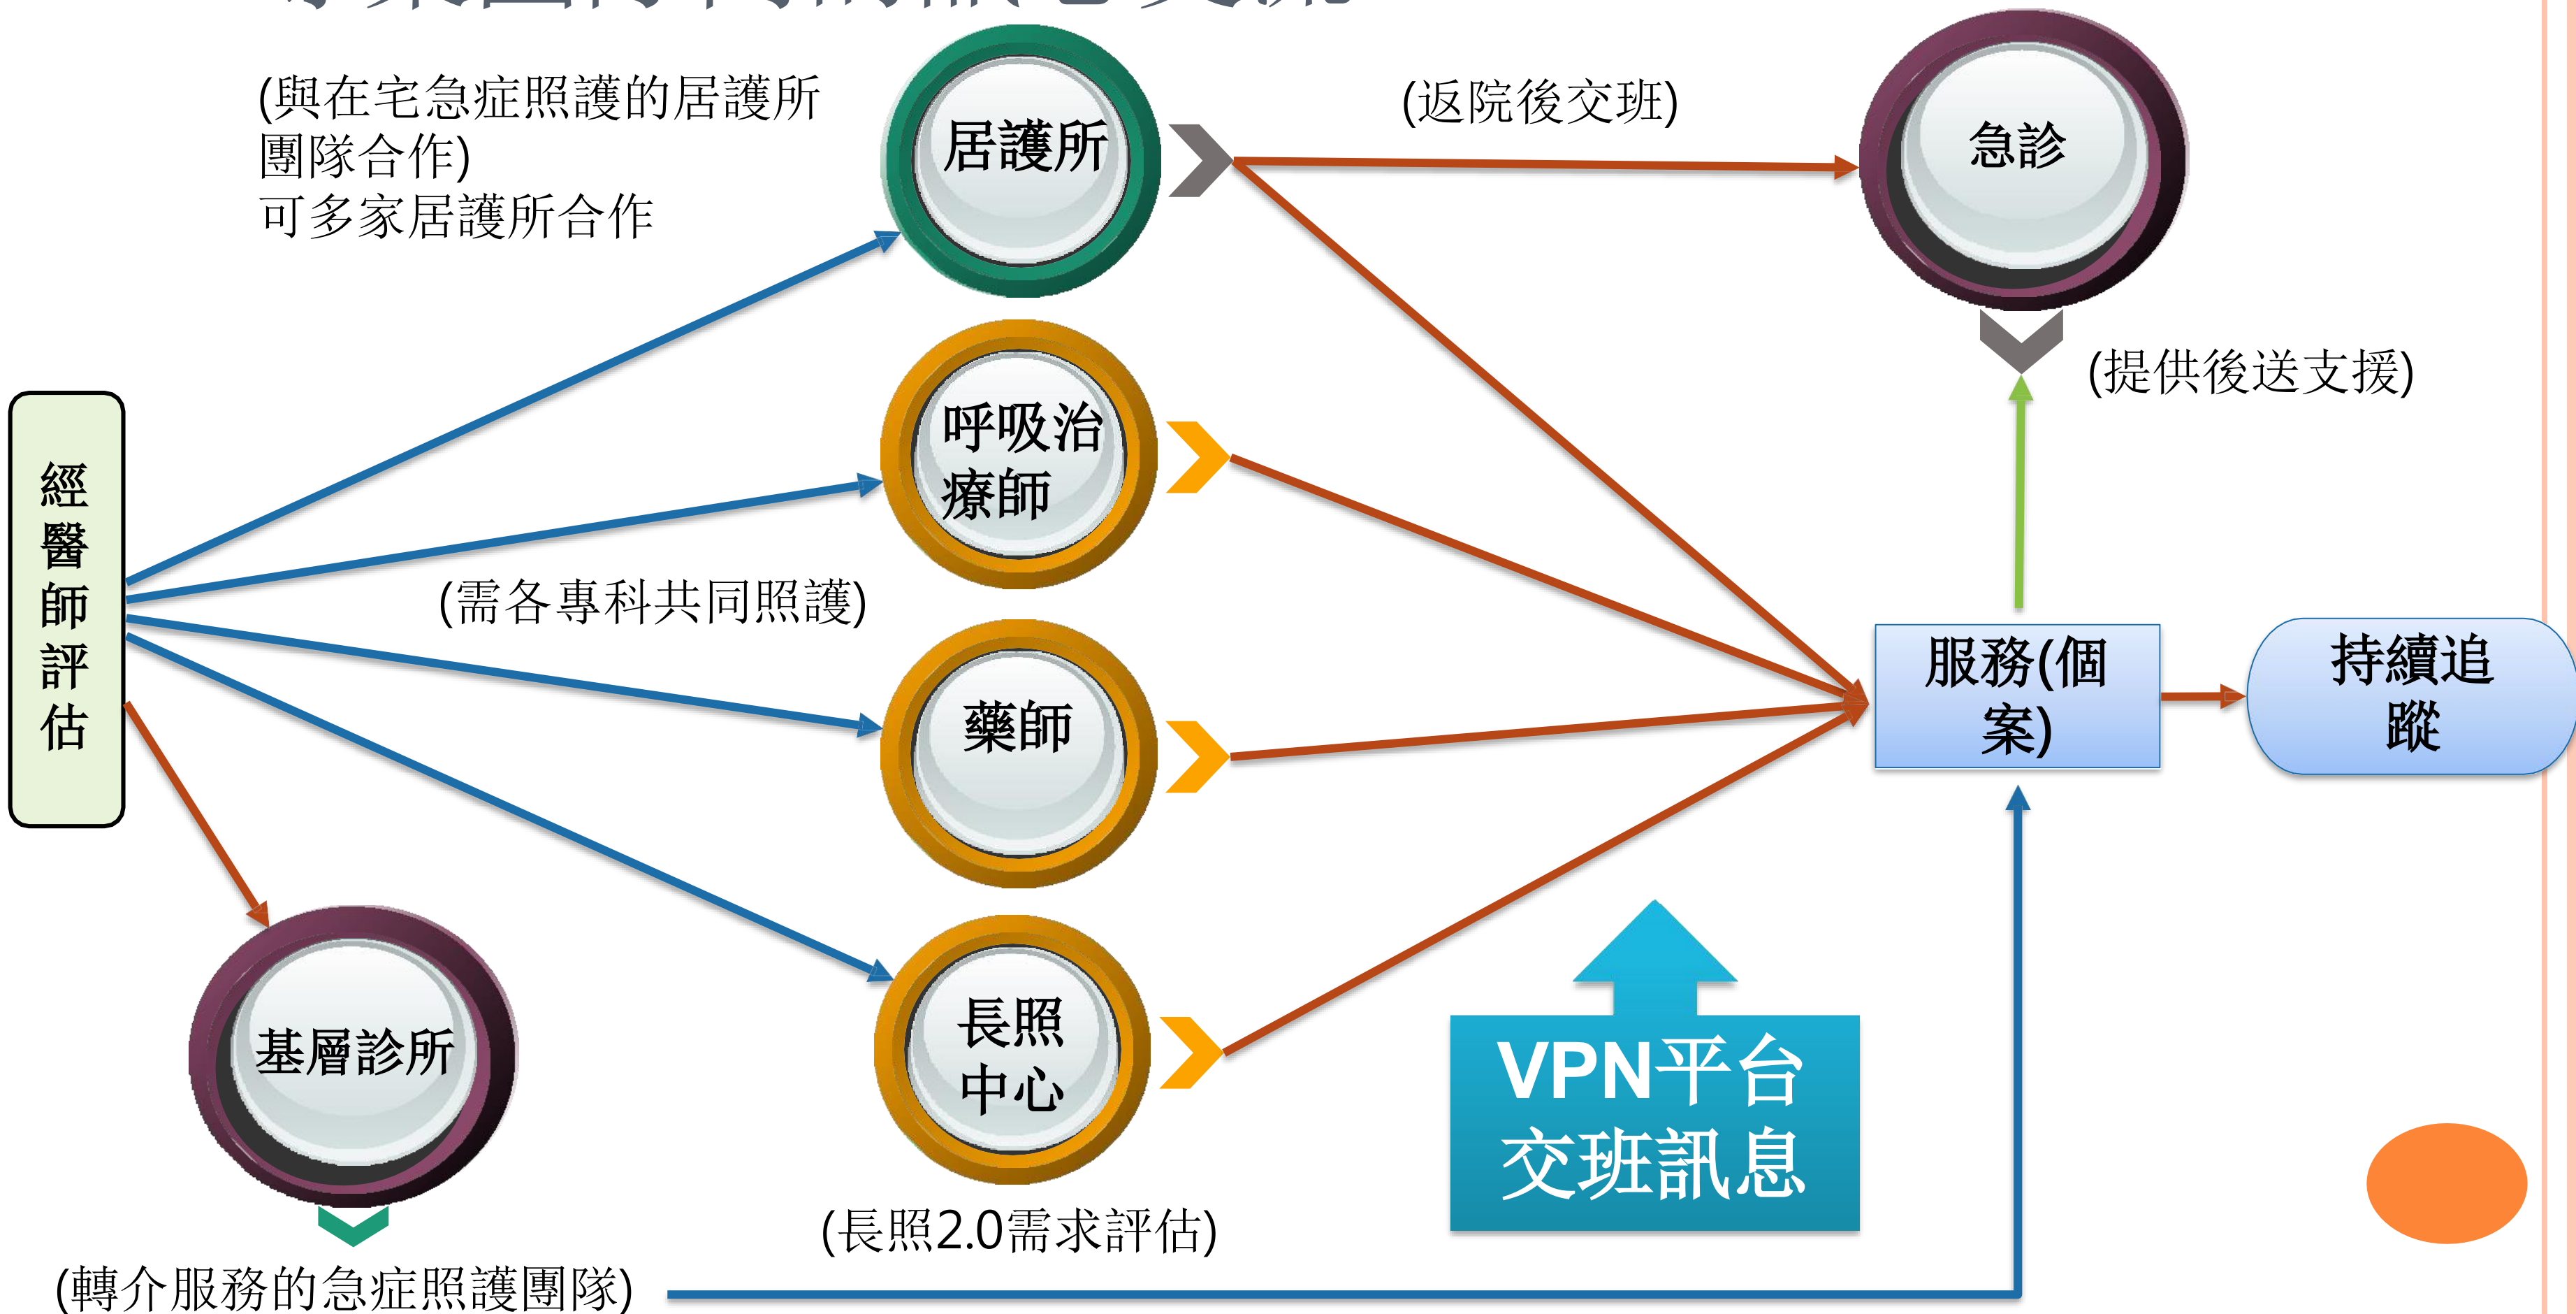 (與在宅急症照護的居護所
團隊合作)
可多家居護所合作
居護所
(返院後交班)
急診
(提供後送支援)
呼吸治
療師
經
醫
師
評
估
(需各專科共同照護)
藥師
服務(個
案)
持續追
蹤
基層診所
長照
中心
VPN平台
交班訊息
(長照2.0需求評估)
(轉介服務的急症照護團隊)